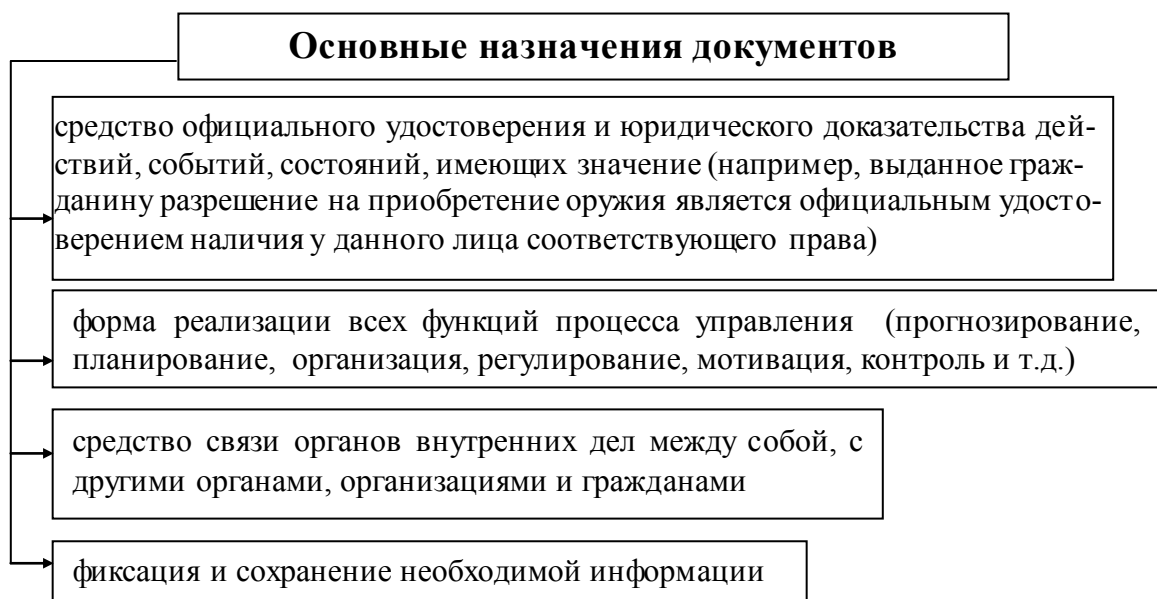 Основные назначения документов
средство официального удостоверения и юридического доказательства дей-
ствий, событий, состояний, имеющих значение (например, выданное граж-
данину разрешение на приобретение оружия является официальным удосто-
верением наличия у данного лица соответствующего права)
форма реализации всех функций процесса управления (прогнозирование,
планирование, организация, регулирование, мотивация, контроль и т.д.)
средство связи органов внутренних дел между собой, с
другими органами, организациями и гражданами
фиксация и сохранение необходимой информации